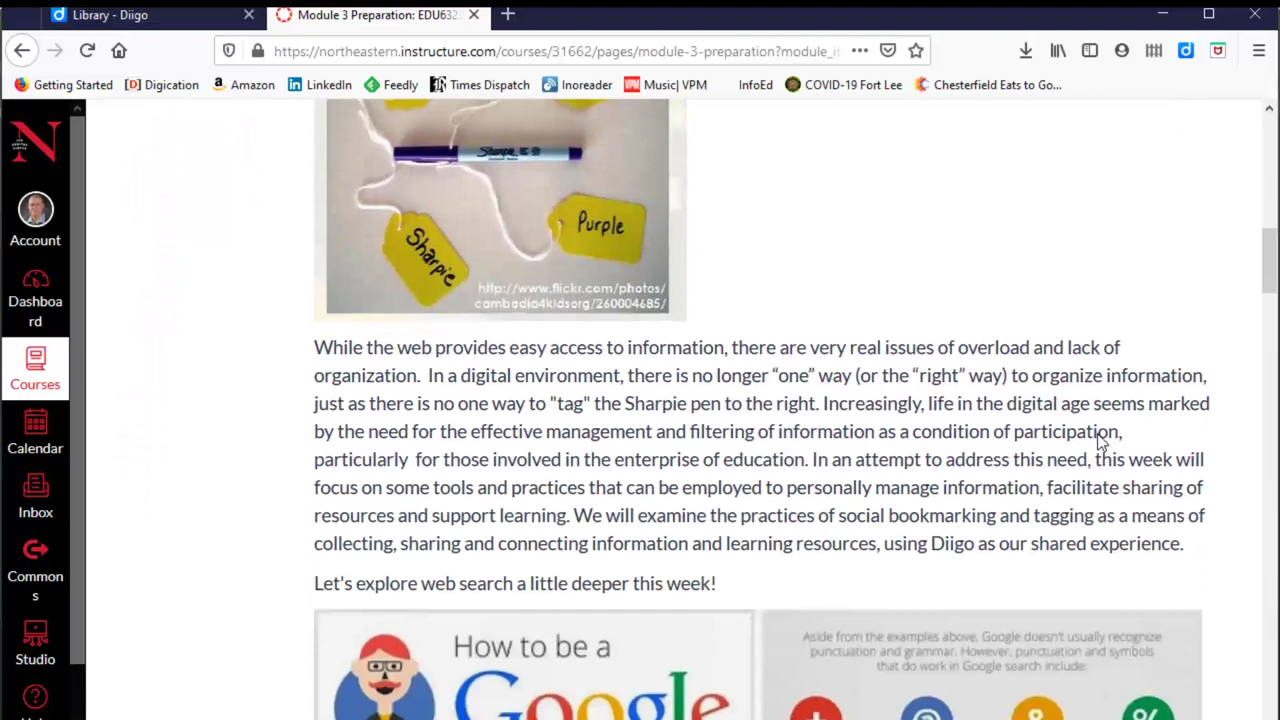 Library - Diigo
Module 3 Preparation: EDU632
https://northeastern.instructure.com/courses/31662/pages/module-3-preparation?module_i
Getting Started
[D] Digication
Amazon
LinkedIn
Feedly
Times Dispatch
Inoreader
Music| VPM
InfoEd
COVID-19 Fort Lee
Chesterfield Eats to Go...
N
Account
Dashboa
rd
Courses
Calendar
Inbox
Common
s
Studio
Sharpie
Purple
Sharpie
http://www.flickr.com/photos/
cambodia4kidsorg/260004685/
While the web provides easy access to information, there are very real issues of overload and lack of
organization.  In a digital environment, there is no longer “one” way (or the “right” way) to organize information,
just as there is no one way to "tag" the Sharpie pen to the right. Increasingly, life in the digital age seems marked
by the need for the effective management and filtering of information as a condition of participation,
particularly  for those involved in the enterprise of education. In an attempt to address this need, this week will
focus on some tools and practices that can be employed to personally manage information, facilitate sharing of
resources and support learning. We will examine the practices of social bookmarking and tagging as a means of
collecting, sharing and connecting information and learning resources, using Diigo as our shared experience.
Let's explore web search a little deeper this week!
How to be a
Google
Aside from the examples above, Google doesn't usually recognize
punctuation and grammar. However, punctuation and symbols
that do work in Google search include: